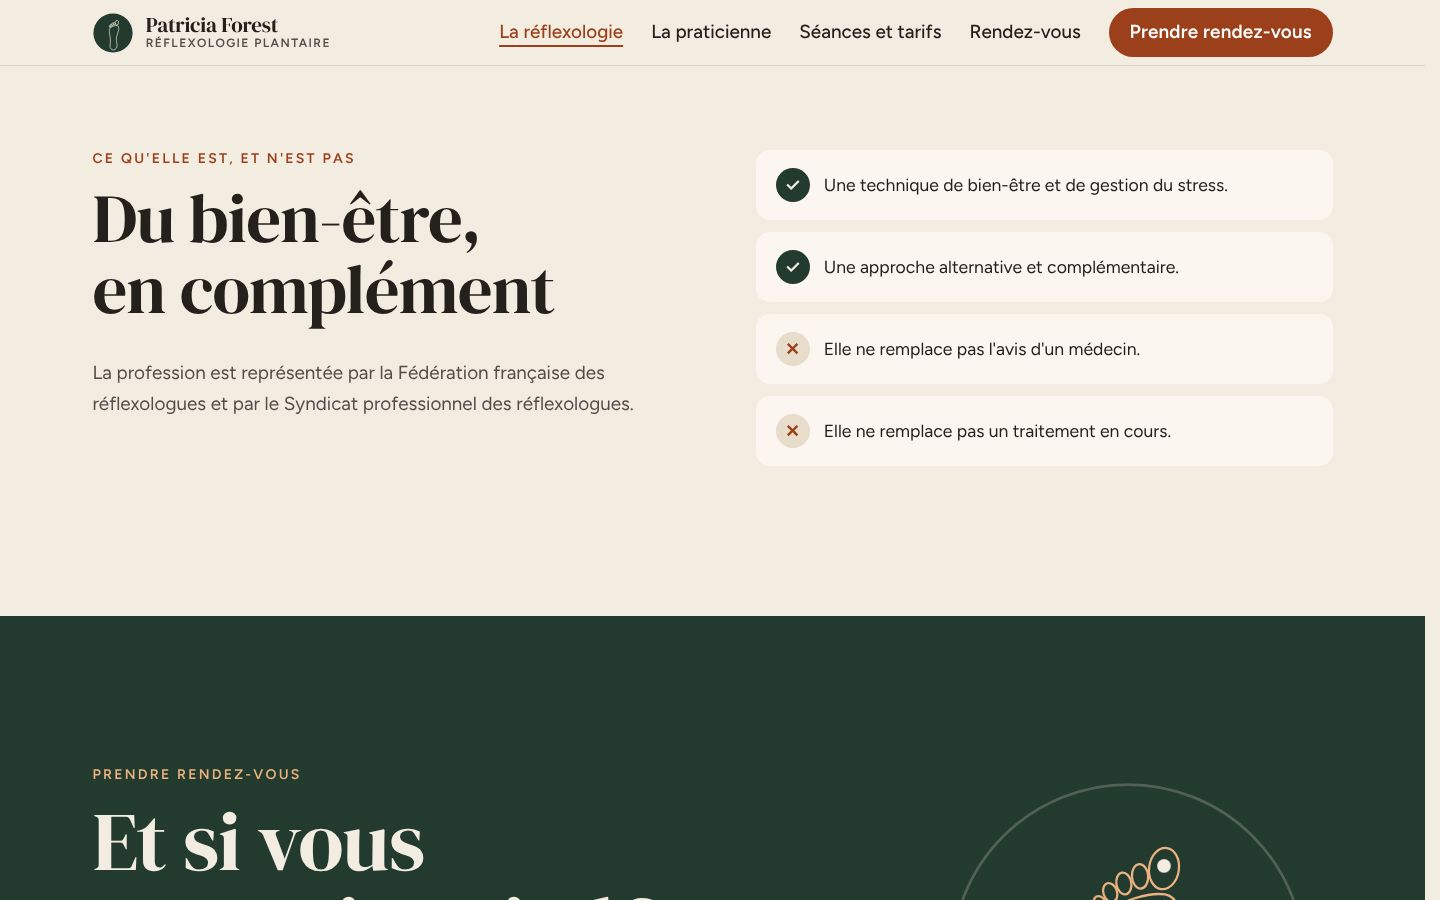 Patricia Forest
RÉFLEXOLOGIE PLANTAIRE
La réflexologie
La praticienne
Séances et tarifs
Rendez-vous
Prendre rendez-vous
CE QU'ELLE EST, ET N'EST PAS
Du bien-être,
en complément
La profession est représentée par la Fédération française des
réflexologues et par le Syndicat professionnel des réflexologues.
Une technique de bien-être et de gestion du stress.
Une approche alternative et complémentaire.
Elle ne remplace pas l'avis d'un médecin.
Elle ne remplace pas un traitement en cours.
PRENDRE RENDEZ-VOUS
Et si vous